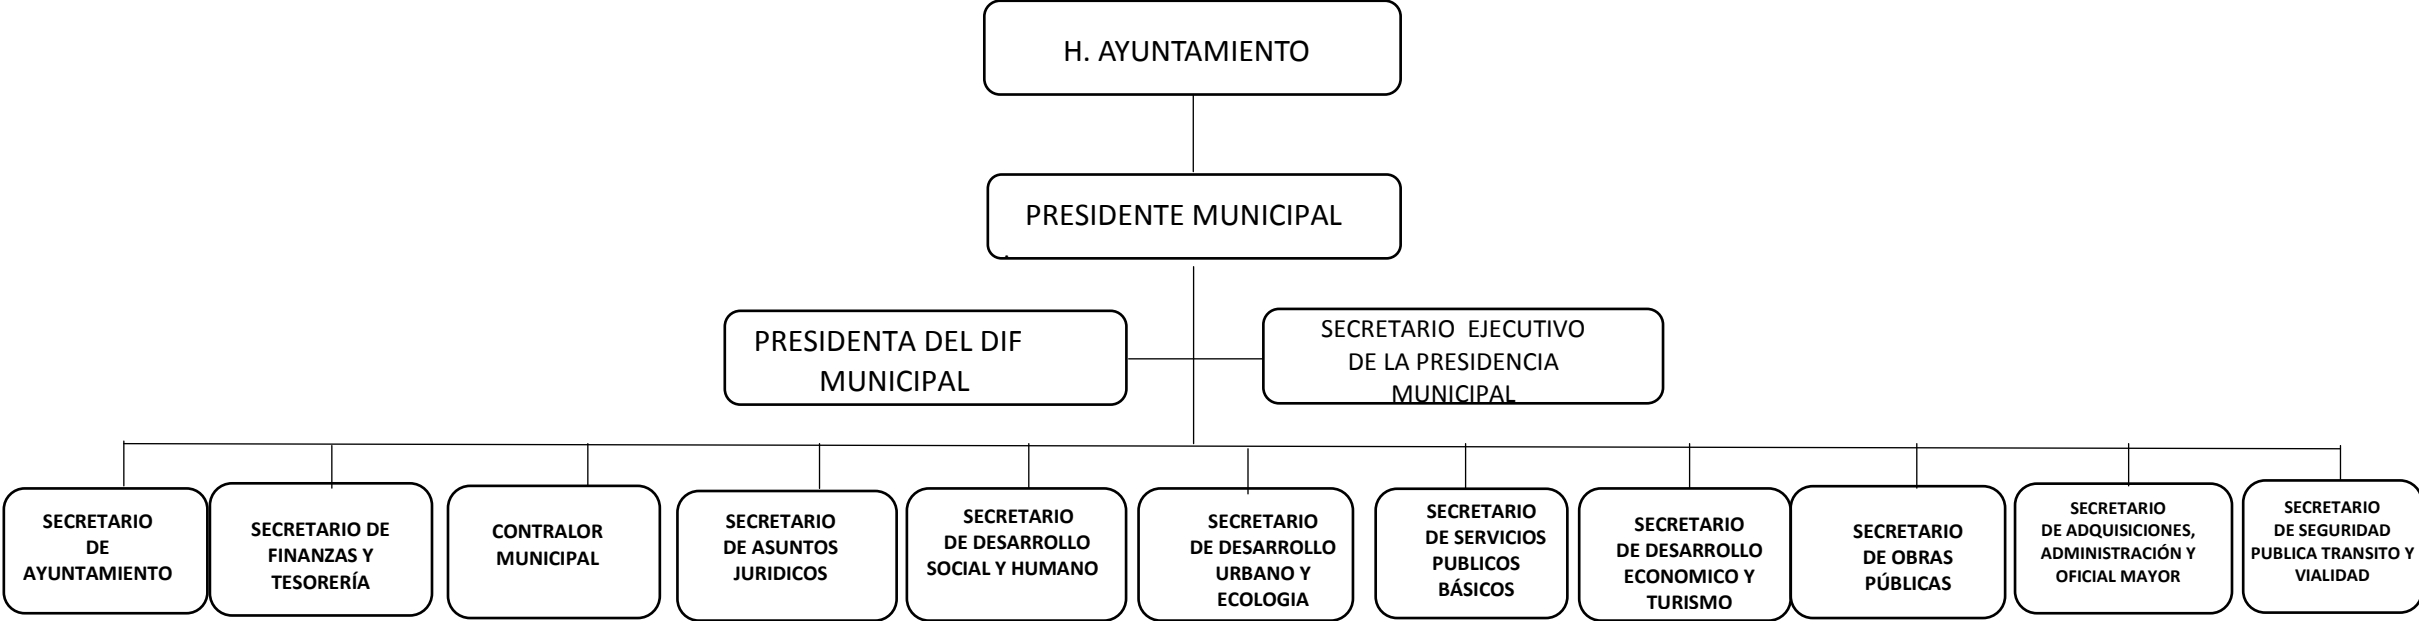 H. AYUNTAMIENTO
PRESIDENTE MUNICIPAL
.
PRESIDENTA DEL DIF
MUNICIPAL
SECRETARIO EJECUTIVO
DE LA PRESIDENCIA
MUNICIPAL
SECRETARIO
DE
AYUNTAMIENTO
SECRETARIO DE
FINANZAS Y
TESORERÍA
CONTRALOR
MUNICIPAL
SECRETARIO
DE ASUNTOS
JURIDICOS
SECRETARIO
DE DESARROLLO
SOCIAL Y HUMANO
SECRETARIO
DE DESARROLLO
URBANO Y
ECOLOGIA
SECRETARIO
DE SERVICIOS
PUBLICOS
BÁSICOS
SECRETARIO
DE DESARROLLO
ECONOMICO Y
TURISMO
SECRETARIO
DE OBRAS
PÚBLICAS
SECRETARIO
DE ADQUISICIONES,
ADMINISTRACIÓN Y
OFICIAL MAYOR
SECRETARIO
DE SEGURIDAD
PUBLICA TRANSITO Y
VIALIDAD